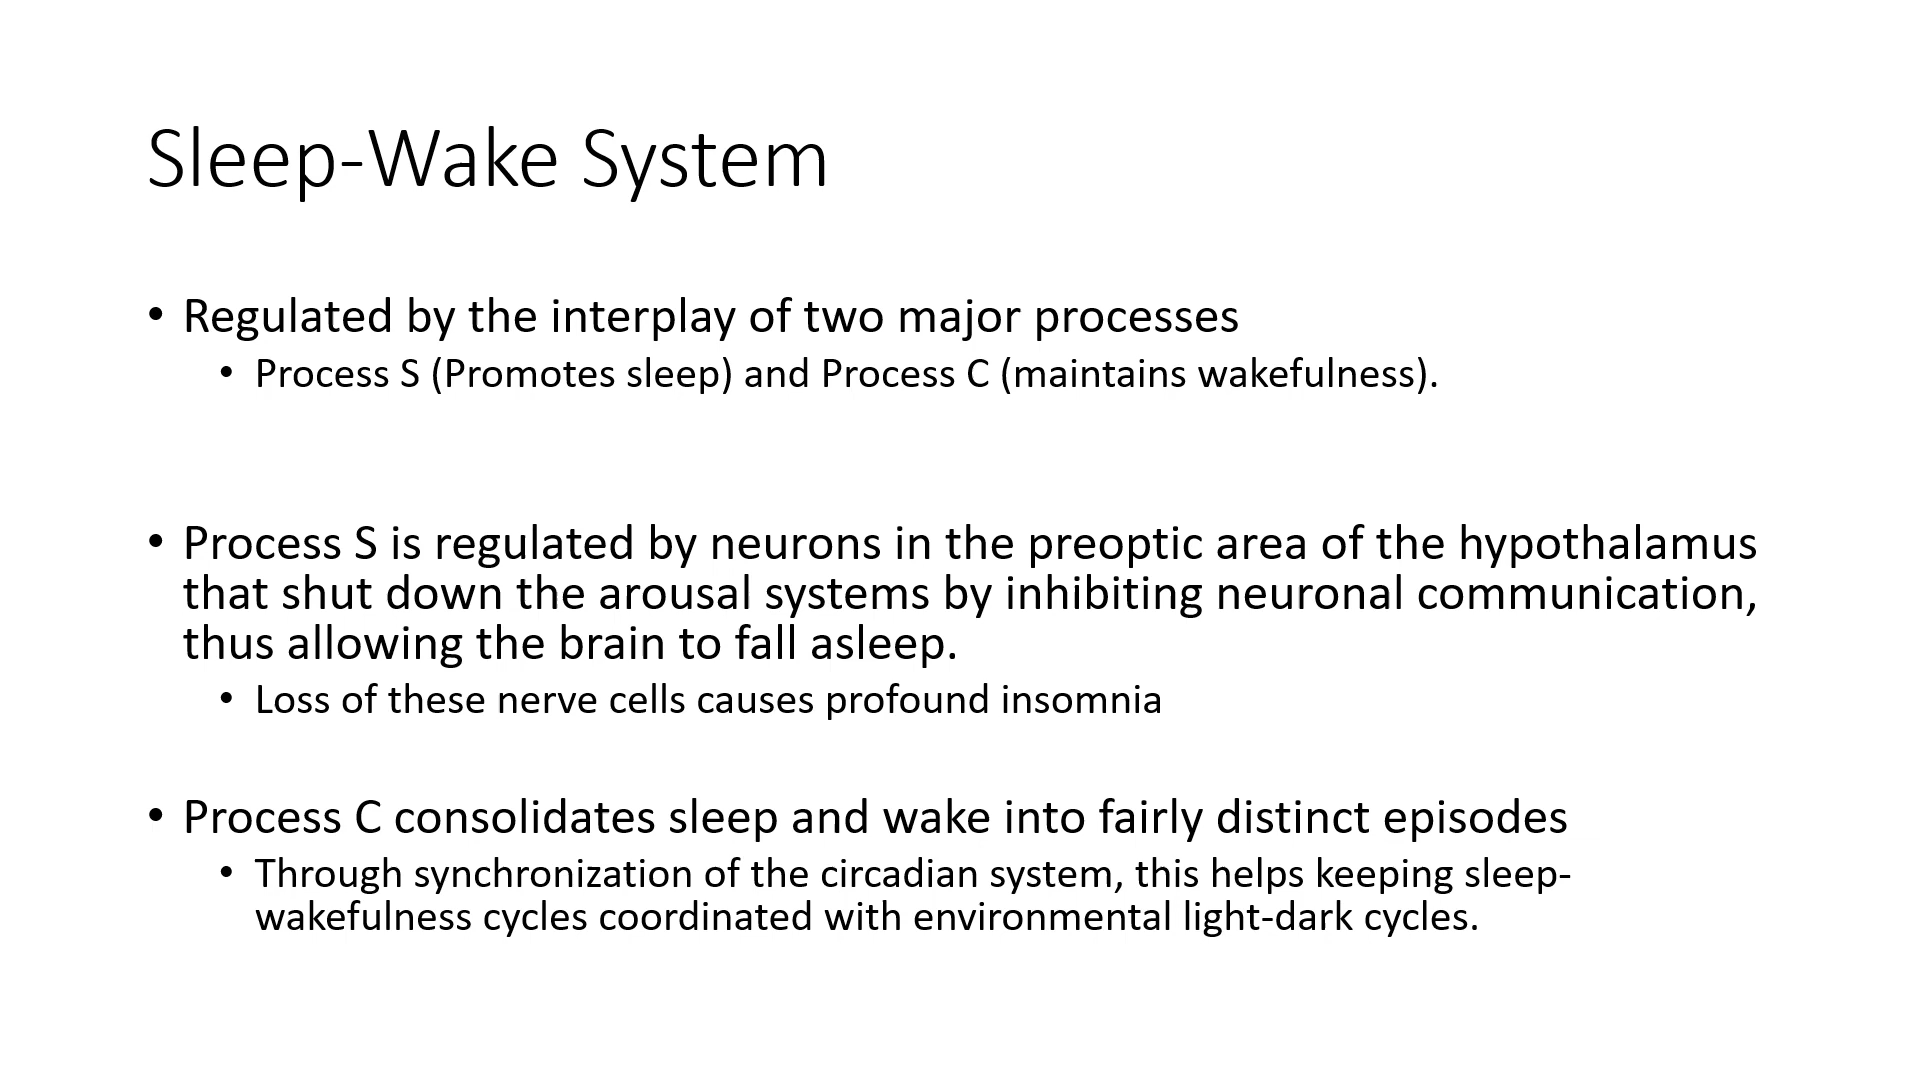 Sleep-Wake System
• Regulated by the interplay of two major processes
• Process S (Promotes sleep) and Process C (maintains wakefulness).
• Process S is regulated by neurons in the preoptic area of the hypothalamus
that shut down the arousal systems by inhibiting neuronal communication,
thus allowing the brain to fall asleep.
• Loss of these nerve cells causes profound insomnia
• Process C consolidates sleep and wake into fairly distinct episodes
• Through synchronization of the circadian system, this helps keeping sleep-
wakefulness cycles coordinated with environmental light-dark cycles.